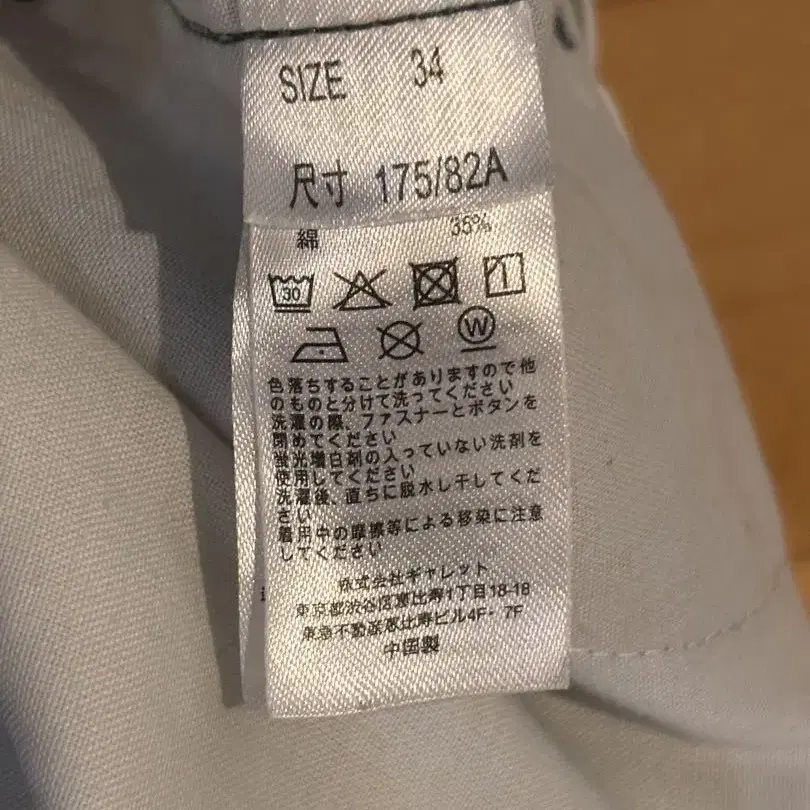 SIZE 34
尺寸 175/82A
綿 35%
30
W
色落ちすることがありますので他
のものと分けて洗ってください
洗濯の際、ファスナーとボタンを
閉めてください
蛍光増白剤の入っていない洗剤を
使用してください
洗濯後、直ちに脱水し干してくだ
さい
着用中の摩擦等による移染に注意
してください
株式会社ギャレット
東京都渋谷区恵比寿1丁目18-18
東急不動産恵比寿ビル4F・7F
中国製